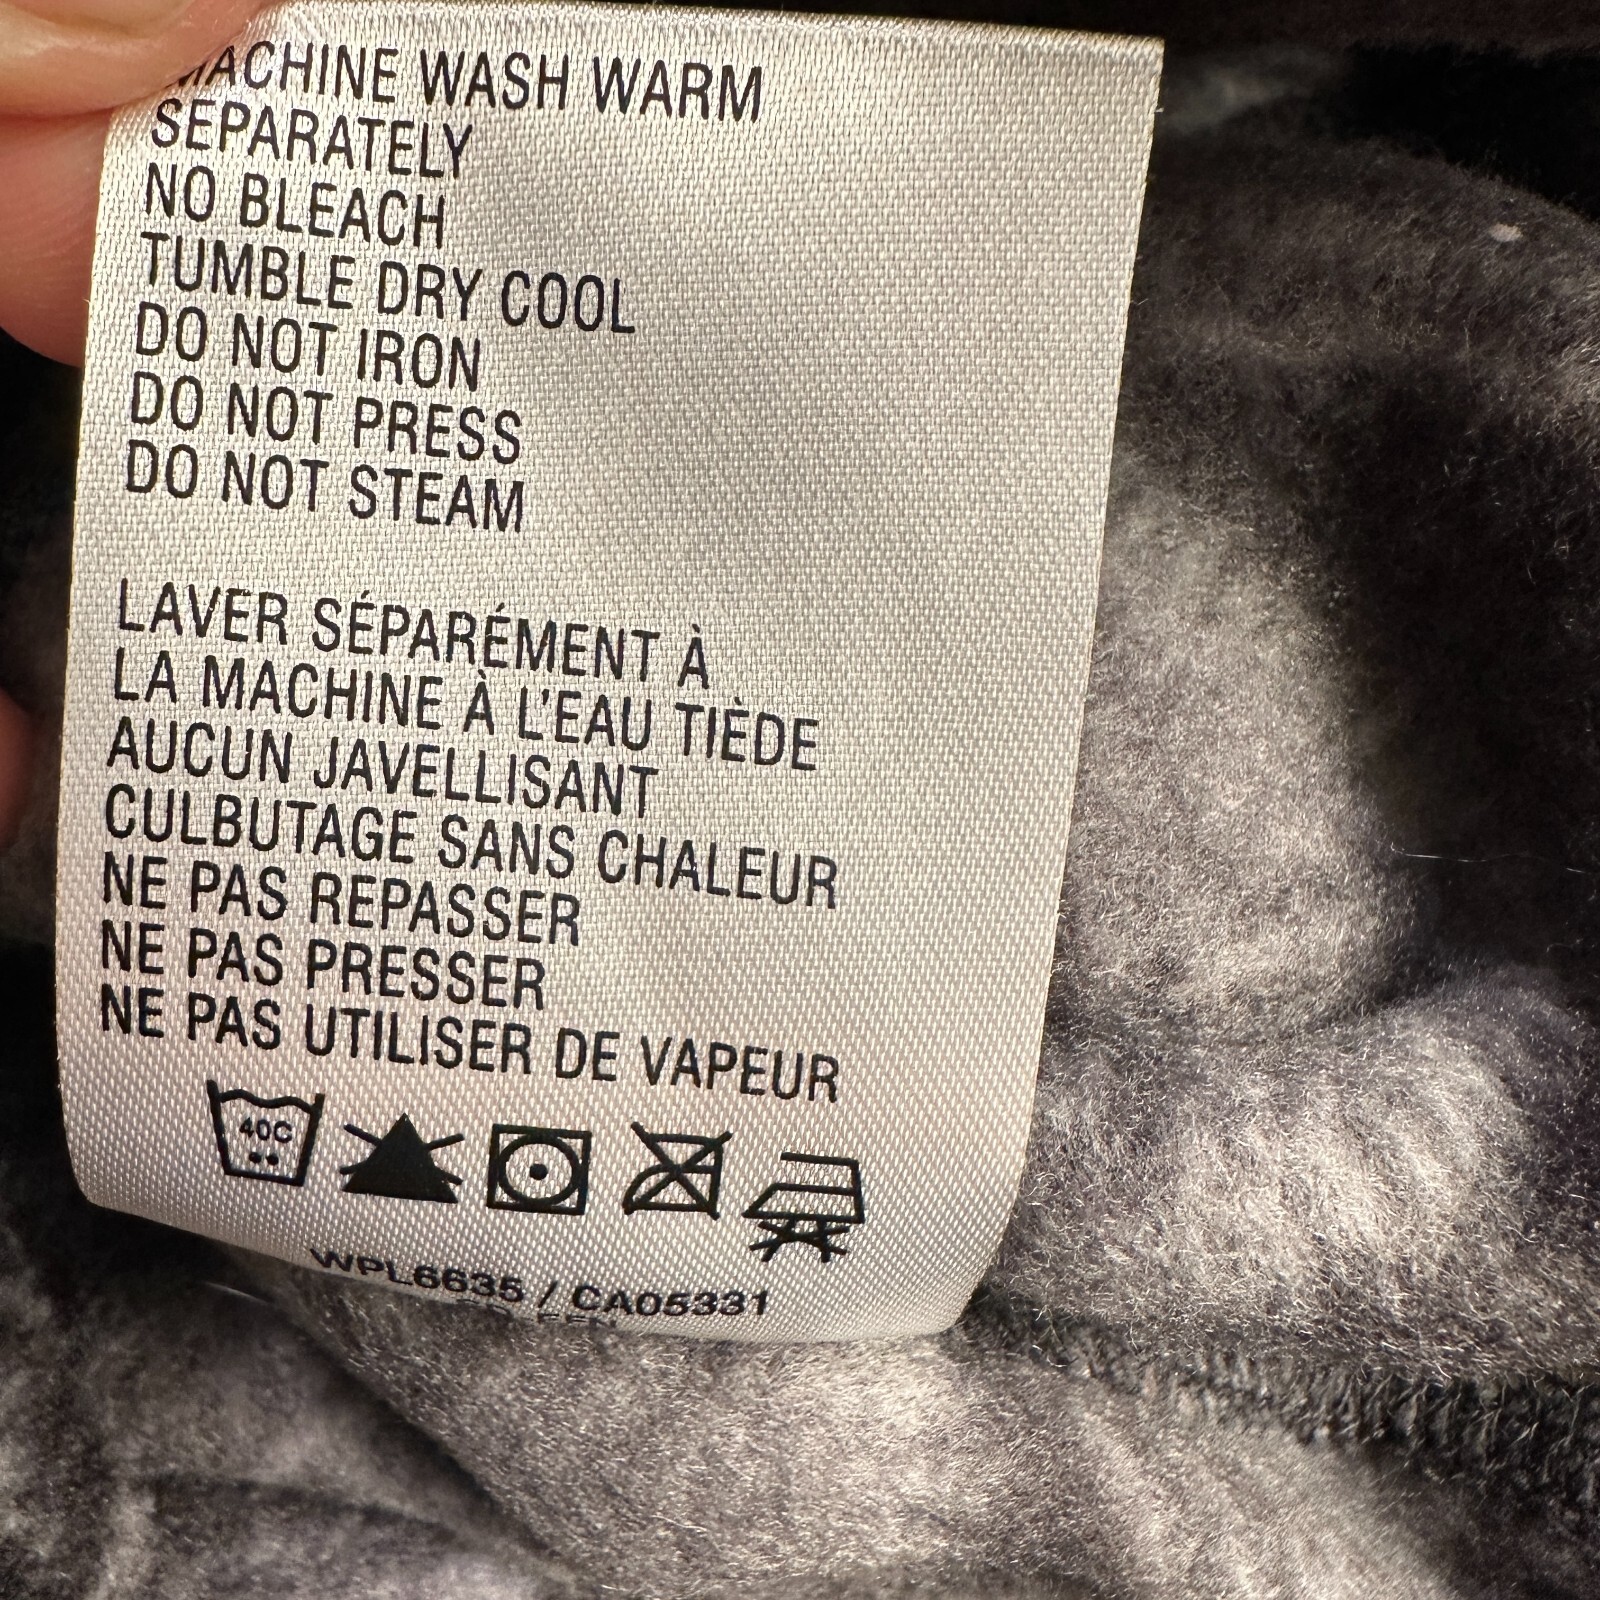 MACHINE WASH WARM
SEPARATELY
NO BLEACH
TUMBLE DRY COOL
DO NOT IRON
DO NOT PRESS
DO NOT STEAM
LAVER SÉPARÉMENT À
LA MACHINE À L'EAU TIÈDE
AUCUN JAVELLISANT
CULBUTAGE SANS CHALEUR
NE PAS REPASSER
NE PAS PRESSER
NE PAS UTILISER DE VAPEUR
40C
WPL6635 / CA05331